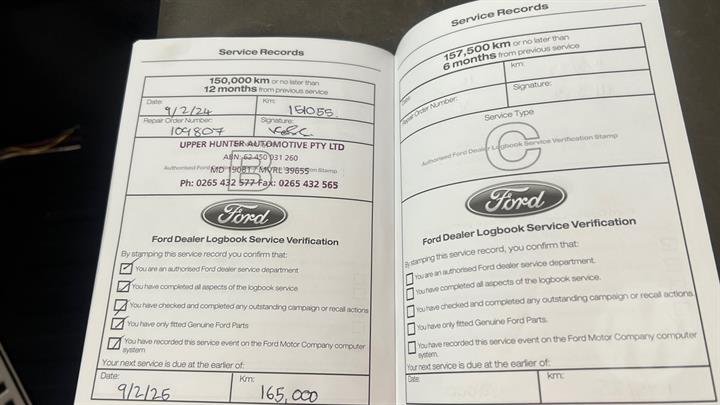 Service Records
150,000 km or no later than
12 months from previous service
Date: 9/2/24
Km: 151055
Repair Order Number: 109807
Signature:
UPPER HUNTER AUTOMOTIVE PTY LTD
B
ABN: 62 450 031 260
MD 19081 / MVRL 39655
Ph: 0265 432 577 Fax: 0265 432 565
Ford
Ford Dealer Logbook Service Verification
By stamping this service record, you confirm that:
You are an authorised Ford dealer service department
You have completed all aspects of the logbook service
You have checked and completed any outstanding campaign or recall actions
You have only fitted Genuine Ford Parts
You have recorded this service event on the Ford Motor Company computer
system
Your next service is due at the earlier of:
Date: 9/2/25
Km: 165,000
Service Records
157,500 km or no later than
6 months from previous service
Date:
km:
Repair Order Number:
Signature:
Service Type
C
Authorised Ford Dealer Logbook Service Verification Stamp
Ford
Ford Dealer Logbook Service Verification
By stamping this service record, you confirm that:
You are an authorised Ford dealer service department.
You have completed all aspects of the logbook service.
You have checked and completed any outstanding campaign or recall actions
You have only fitted Genuine Ford Parts.
You have recorded this service event on the Ford Motor Company computer
system.
Your next service is due at the earlier of:
Date:
km: